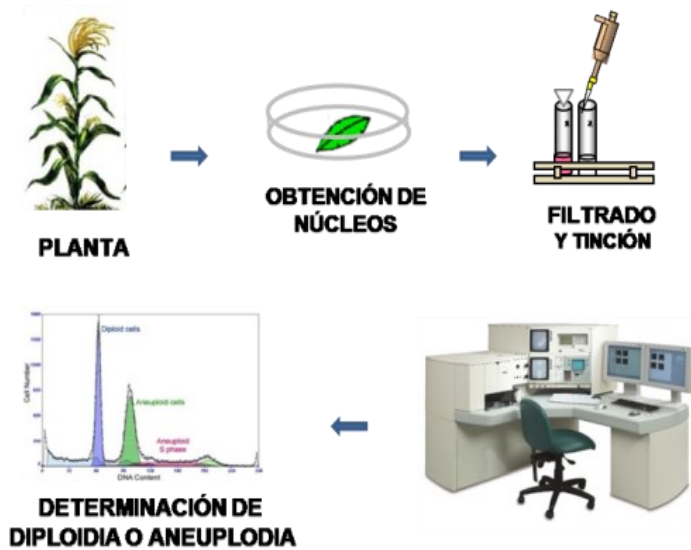 PLANTA
OBTENCIÓN DE
NÚCLEOS
FILTRADO
Y TINCIÓN
Cell Number
Diploid cells
Aneuploid cells
Aneuploid
S phase
DNA Content
DETERMINACIÓN DE
DIPLOIDIA O ANEUPLODIA